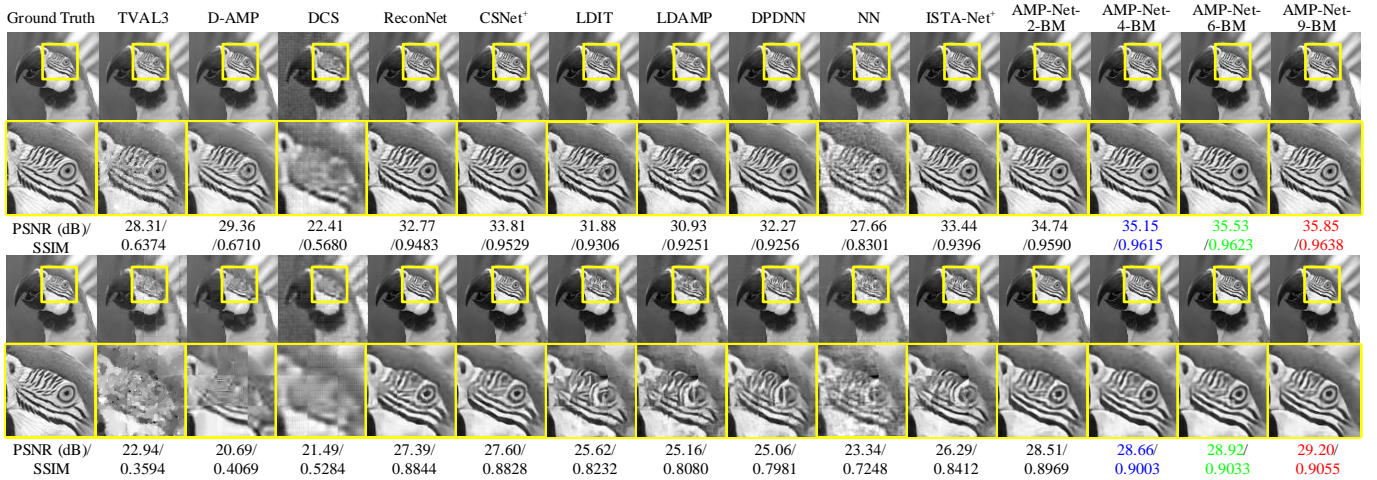 Ground Truth TVAL3 D-AMP DCS ReconNet CSNet⁺ LDIT LDAMP DPDNN NN ISTA-Net⁺ AMP-Net-2-BM AMP-Net-4-BM AMP-Net-6-BM AMP-Net-9-BM
PSNR (dB)/ 28.31/ 29.36 22.41 32.77 33.81 31.88 30.93 32.27 27.66 33.44 34.74 35.15 35.53 35.85
SSIM 0.6374 /0.6710 /0.5680 /0.9483 /0.9529 /0.9306 /0.9251 /0.9256 /0.8301 /0.9396 /0.9590 /0.9615 /0.9623 /0.9638
PSNR (dB)/ 22.94/ 20.69/ 21.49/ 27.39/ 27.60/ 25.62/ 25.16/ 25.06/ 23.34/ 26.29/ 28.51/ 28.66/ 28.92/ 29.20/
SSIM 0.3594 0.4069 0.5284 0.8844 0.8828 0.8232 0.8080 0.7981 0.7248 0.8412 0.8969 0.9003 0.9033 0.9055